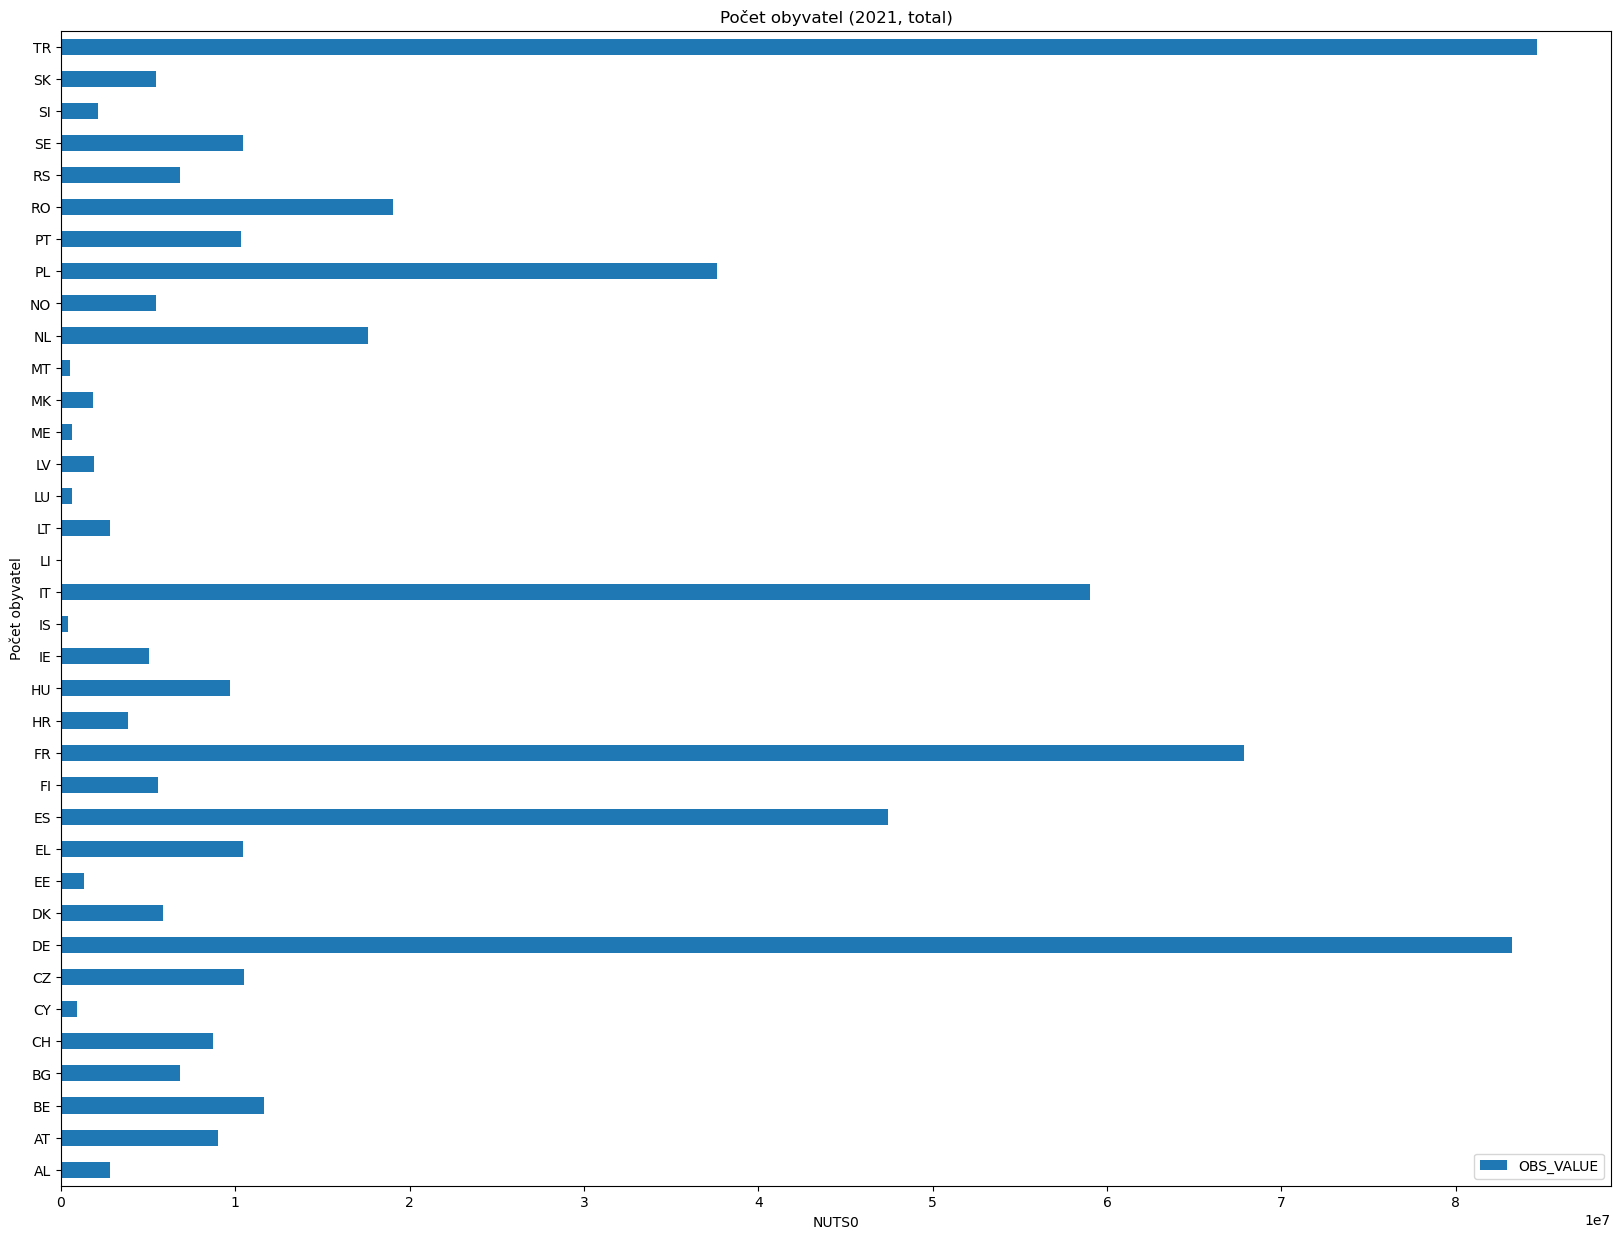 Počet obyvatel (2021, total)
TR
SK
SI
SE
RS
RO
PT
PL
NO
NL
MT
MK
ME
LV
LU
LT
LI
IT
IS
IE
HU
HR
FR
FI
ES
EL
EE
DK
DE
CZ
CY
CH
BG
BE
AT
AL
Počet obyvatel
OBS_VALUE
0 1 2 3 4 5 6 7 8
1e7
NUTS0